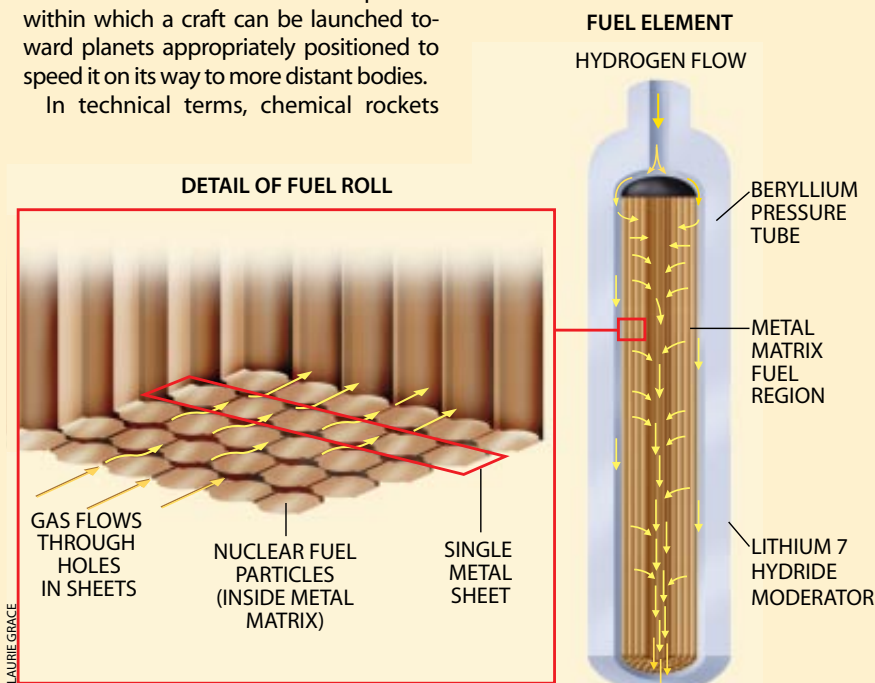 within which a craft can be launched to-
ward planets appropriately positioned to
speed it on its way to more distant bodies.
In technical terms, chemical rockets
FUEL ELEMENT
HYDROGEN FLOW
DETAIL OF FUEL ROLL
BERYLLIUM
PRESSURE
TUBE
METAL
MATRIX
FUEL
REGION
LITHIUM 7
HYDRIDE
MODERATOR
GAS FLOWS
THROUGH
HOLES
IN SHEETS
NUCLEAR FUEL
PARTICLES
(INSIDE METAL
MATRIX)
SINGLE
METAL
SHEET
LAURIE GRACE